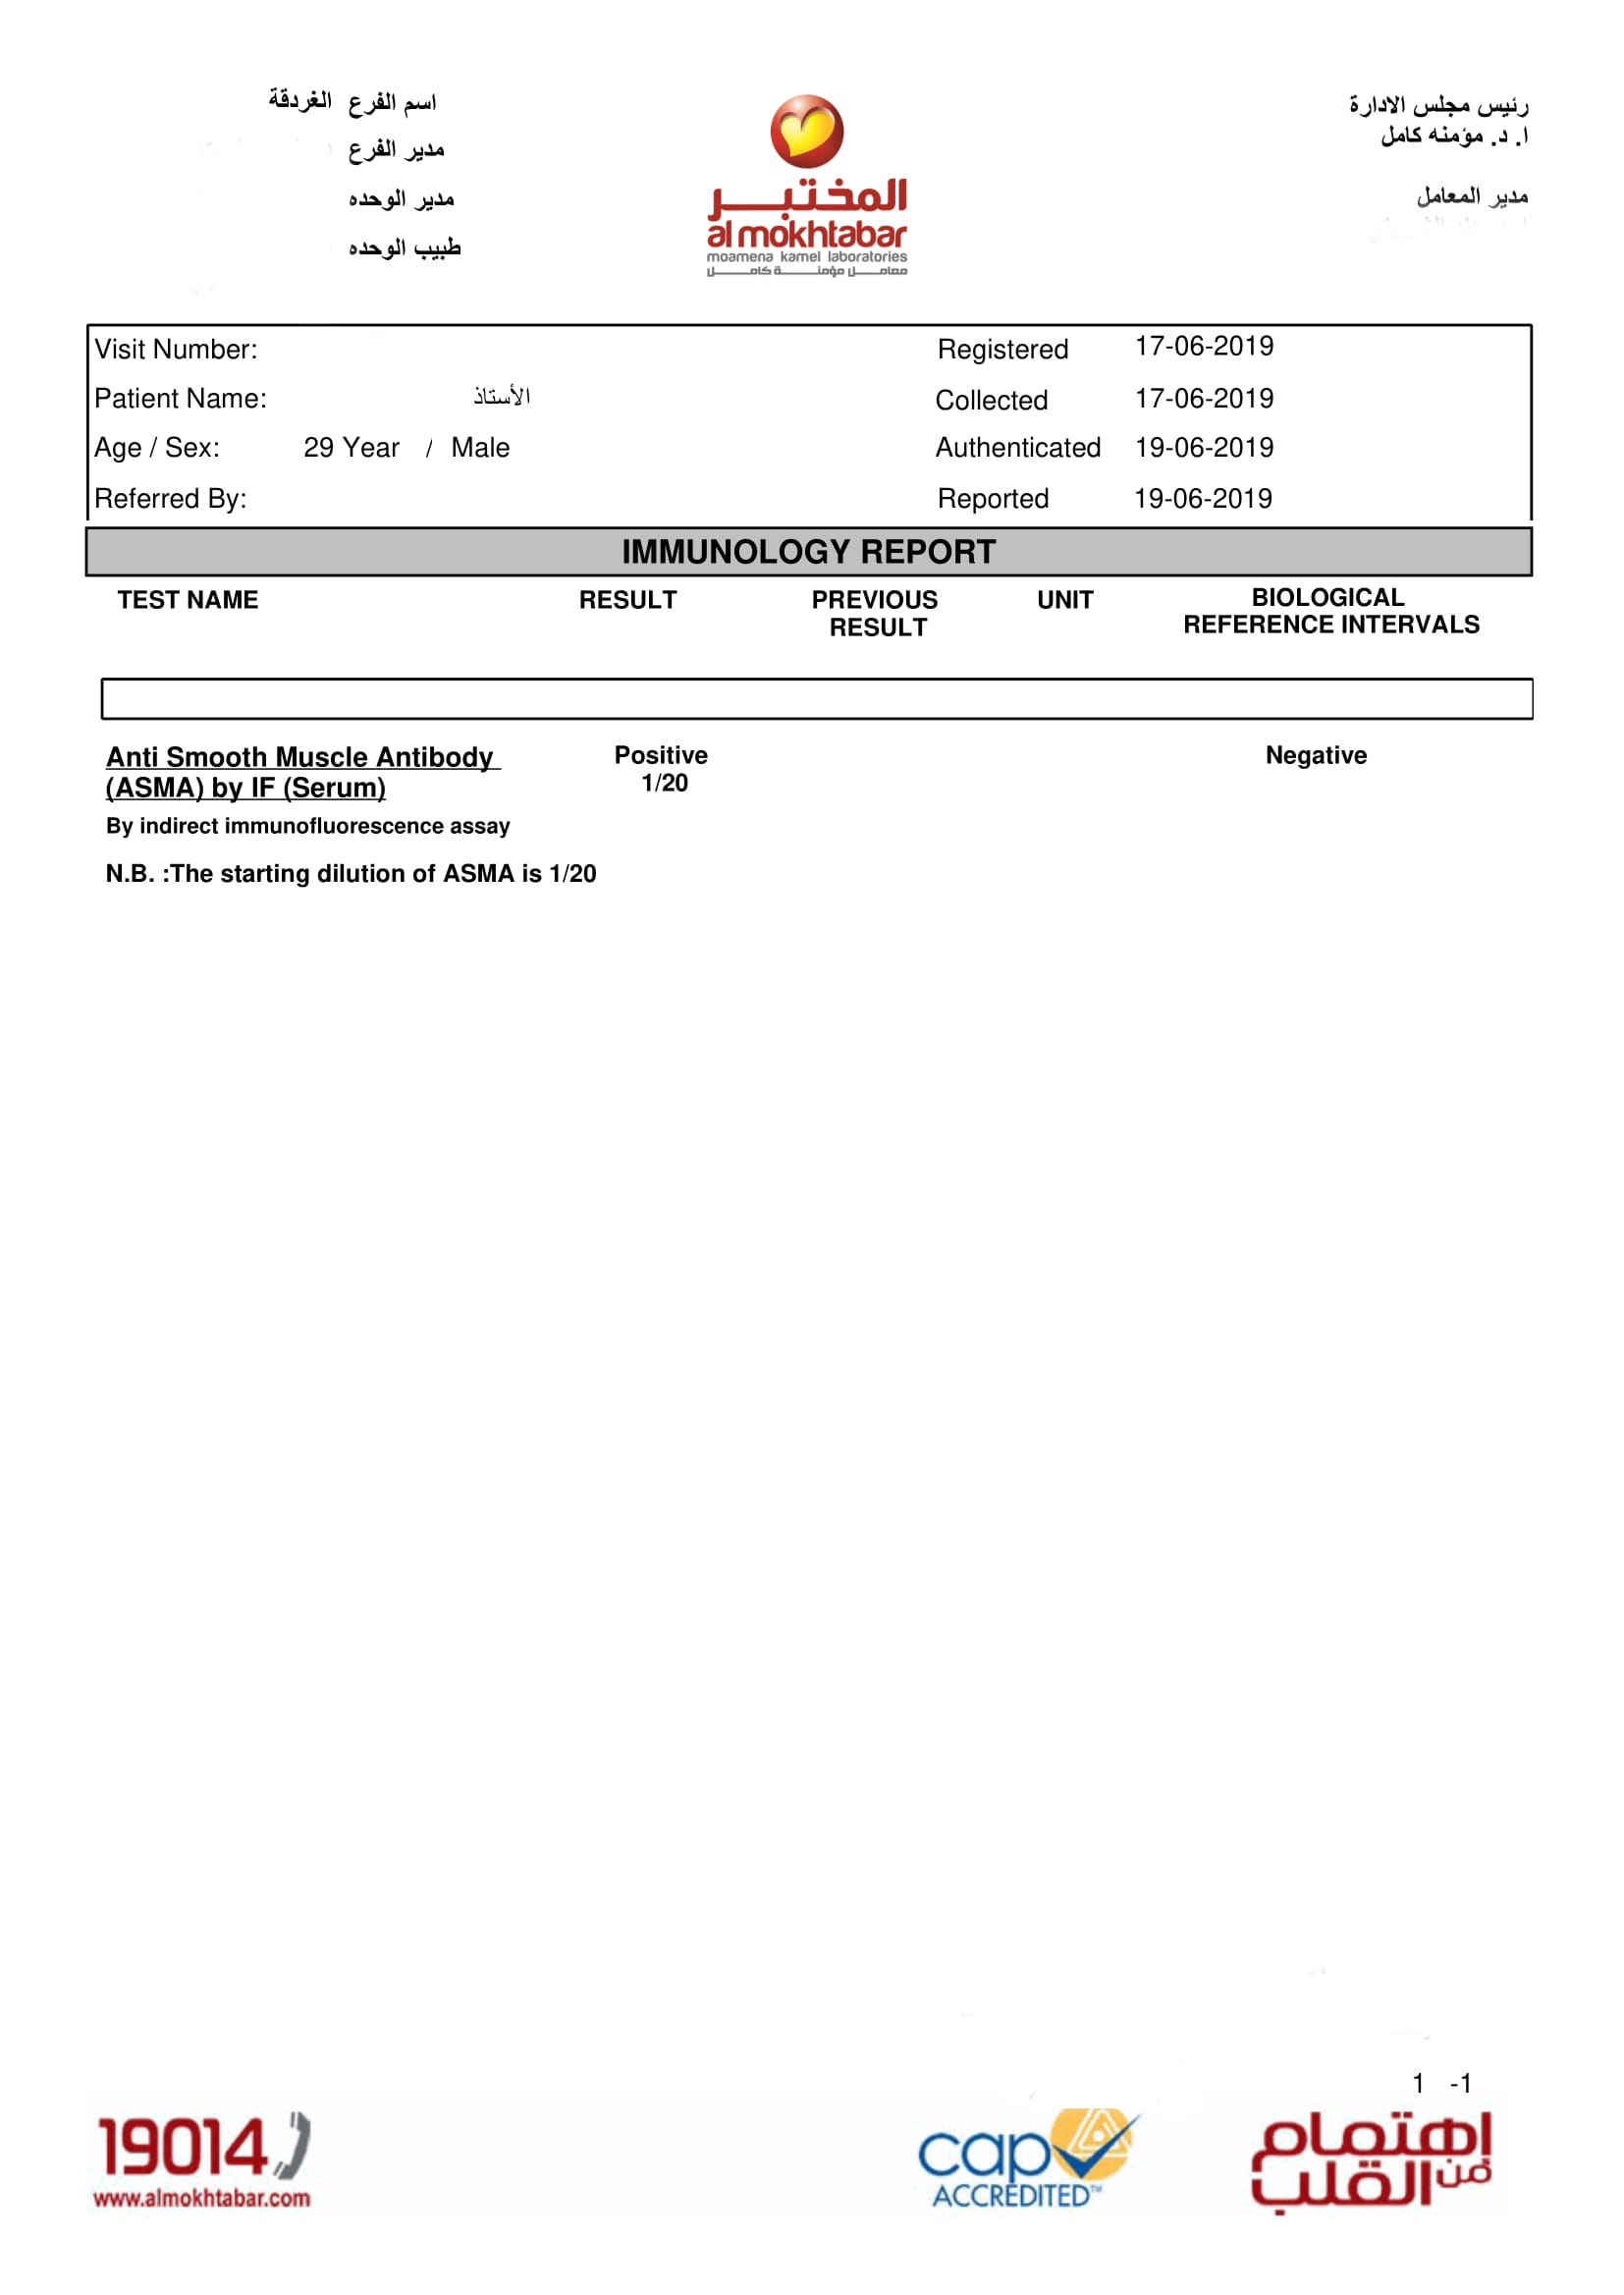 اسم الفرع الغردقة
مدير الفرع
مدير الوحده
طبيب الوحده
المختبر
al mokhtabar
moamena kamel laboratories
معامل مؤمنة كامل
رئيس مجلس الادارة
ا. د. مؤمنه كامل
مدير المعامل
Visit Number:
Registered 17-06-2019
Patient Name: الأستاذ
Collected 17-06-2019
Age / Sex: 29 Year / Male
Authenticated 19-06-2019
Referred By:
Reported 19-06-2019
IMMUNOLOGY REPORT
TEST NAME RESULT PREVIOUS RESULT UNIT BIOLOGICAL REFERENCE INTERVALS
Anti Smooth Muscle Antibody Positive Negative
(ASMA) by IF (Serum) 1/20
By indirect immunofluorescence assay
N.B. :The starting dilution of ASMA is 1/20
1 -1
19014
www.almokhtabar.com
cap
ACCREDITED™
إهتمام
من القلب